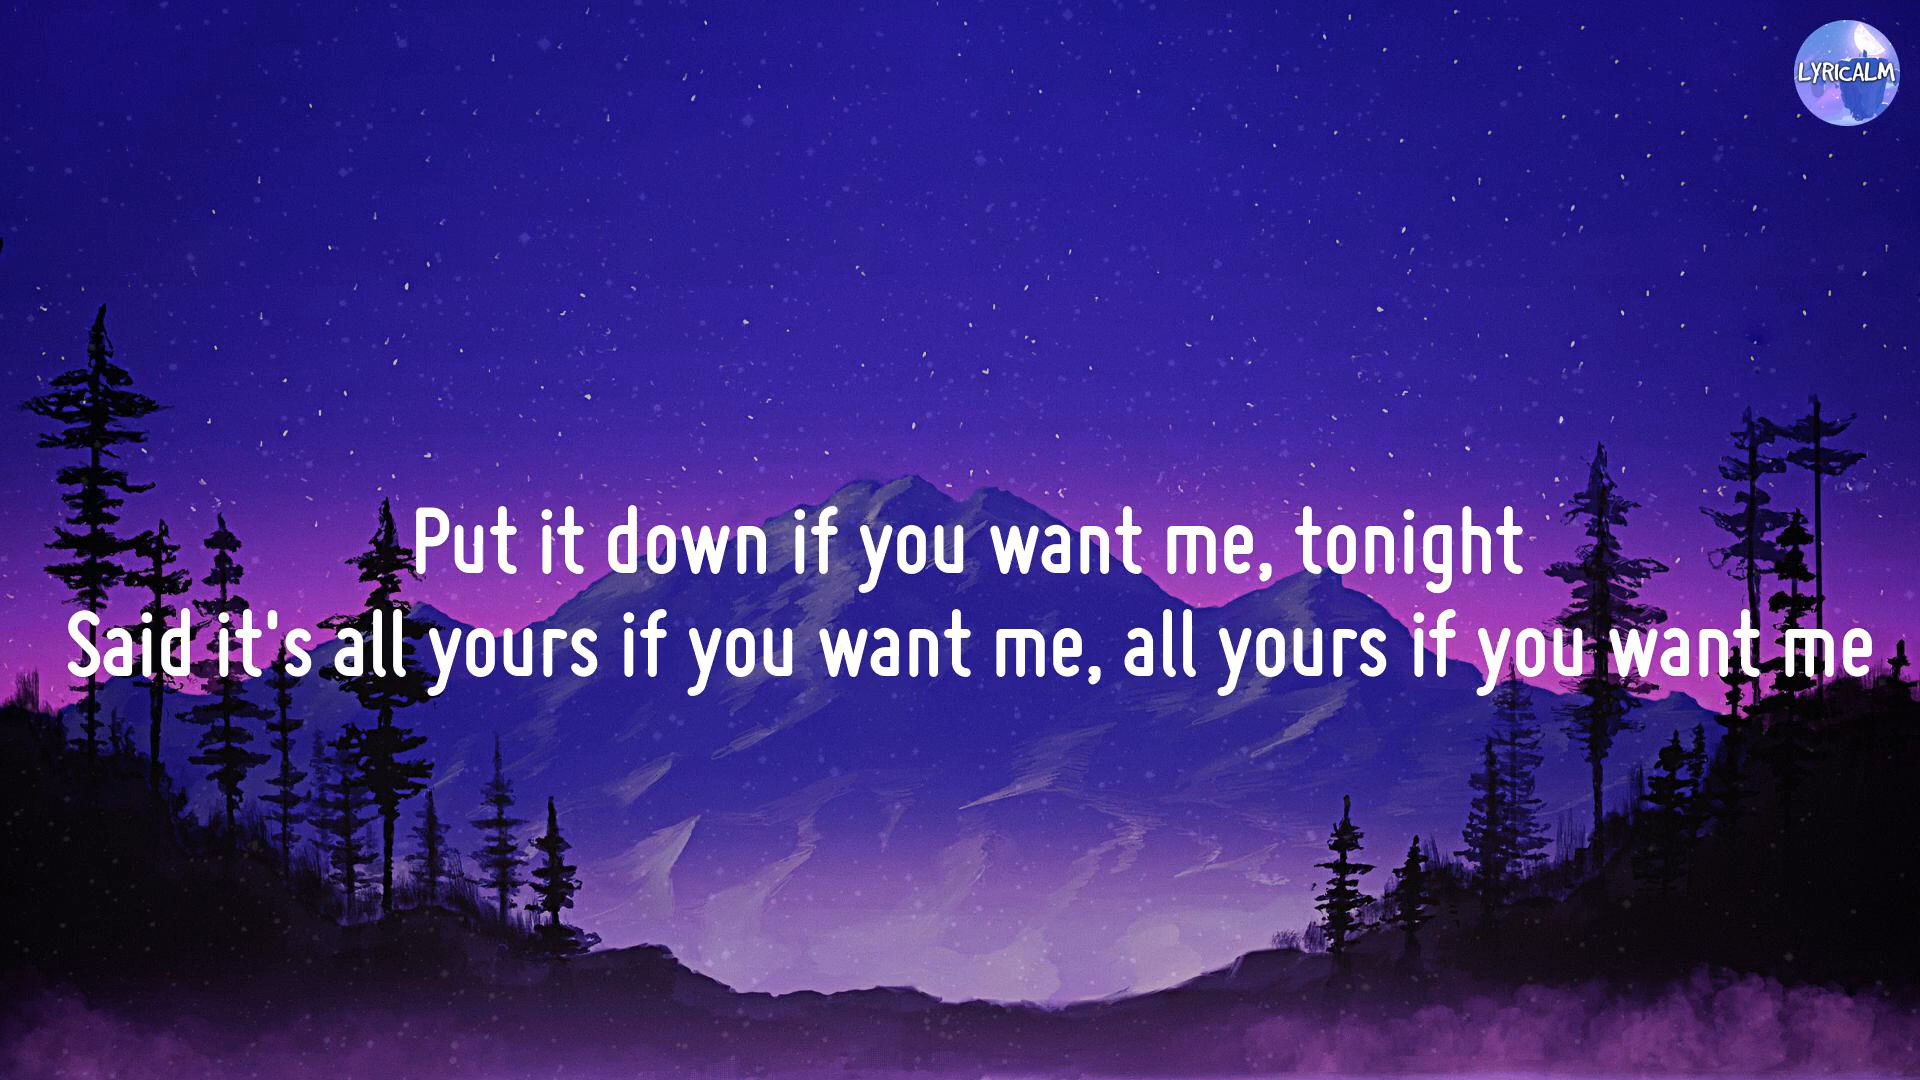 LYRICALM
Put it down if you want me, tonight
Said it's all yours if you want me, all yours if you want me